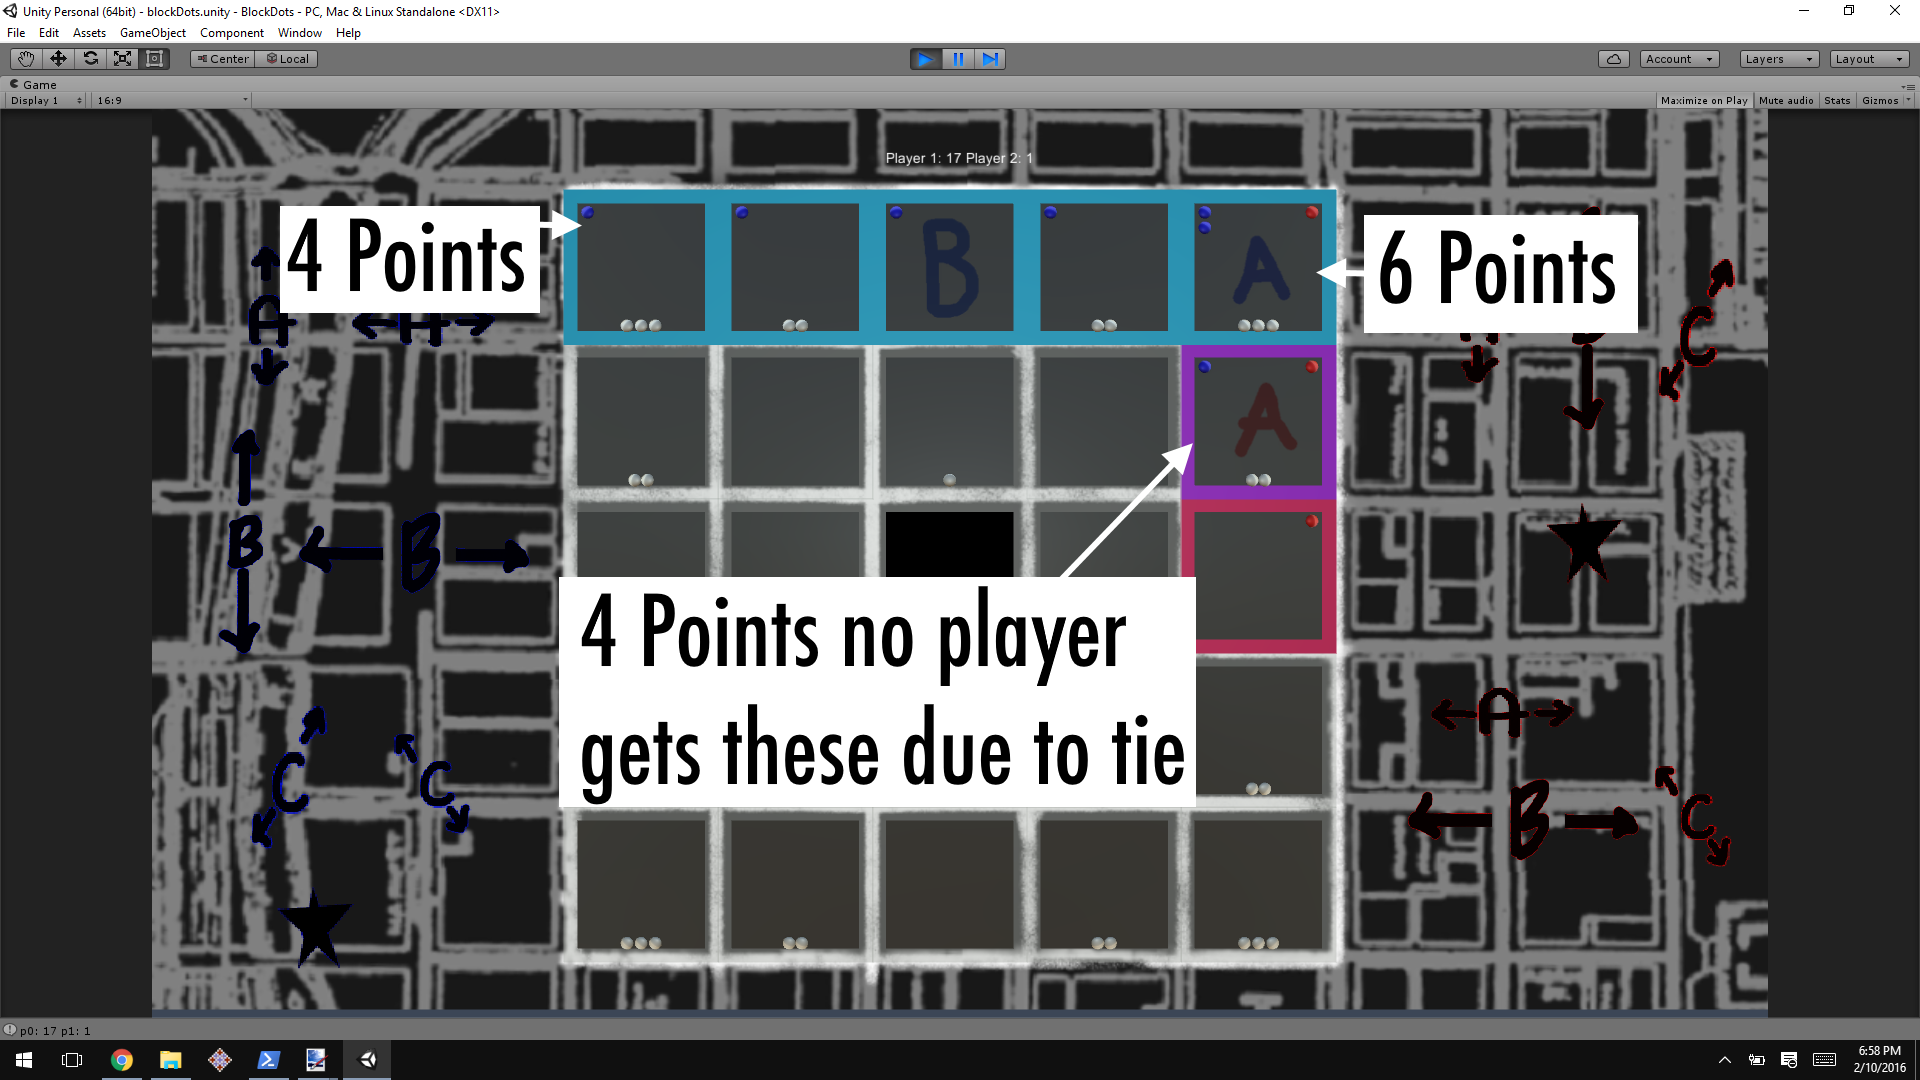 Unity Personal (64bit) - blockDots.unity - BlockDots - PC, Mac & Linux Standalone <DX11>
File Edit Assets GameObject Component Window Help
Center Local Account Layers Layout
Game
Display 1 16:9 Maximize on Play Mute audio Stats Gizmos
Player 1: 17 Player 2: 1
4 Points
B
A
6 Points
A
A
C
A
B
B
4 Points no player
gets these due to tie
A
C
C
B
C
p0: 17 p1: 1
6:58 PM
2/10/2016